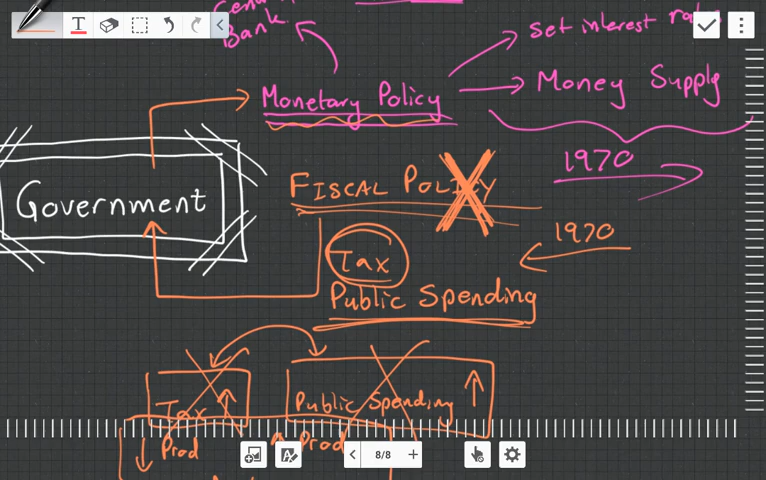 Central
Bank
Set interest rates
Monetary Policy
Money Supply
1970
Government
FISCAL POLICY
1970
Tax
Public Spending
Tax
Public Spending
Prod
Prod
8/8